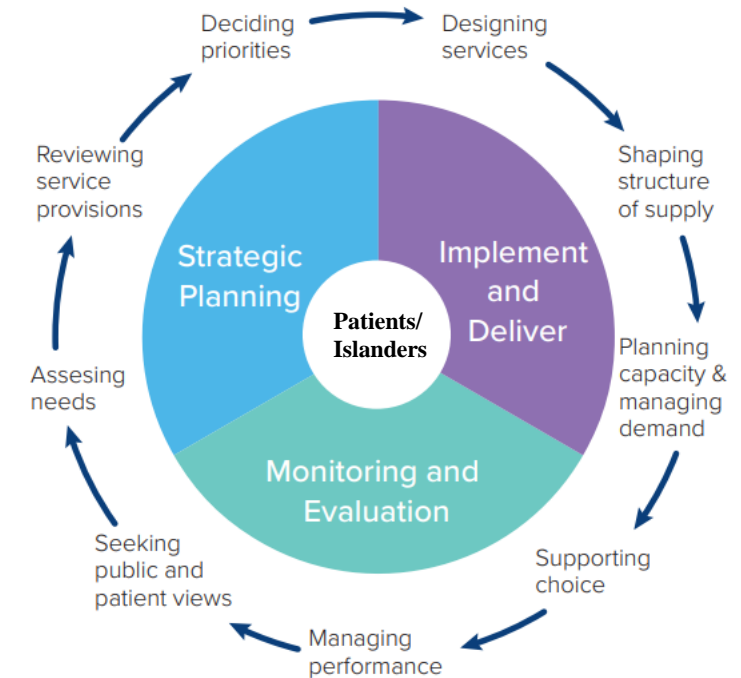 Deciding
priorities
Designing
services
Shaping
structure
of supply
Planning
capacity &
managing
demand
Supporting
choice
Managing
performance
Seeking
public and
patient views
Assesing
needs
Reviewing
service
provisions
Strategic
Planning
Implement
and
Deliver
Monitoring and
Evaluation
Patients/
Islanders